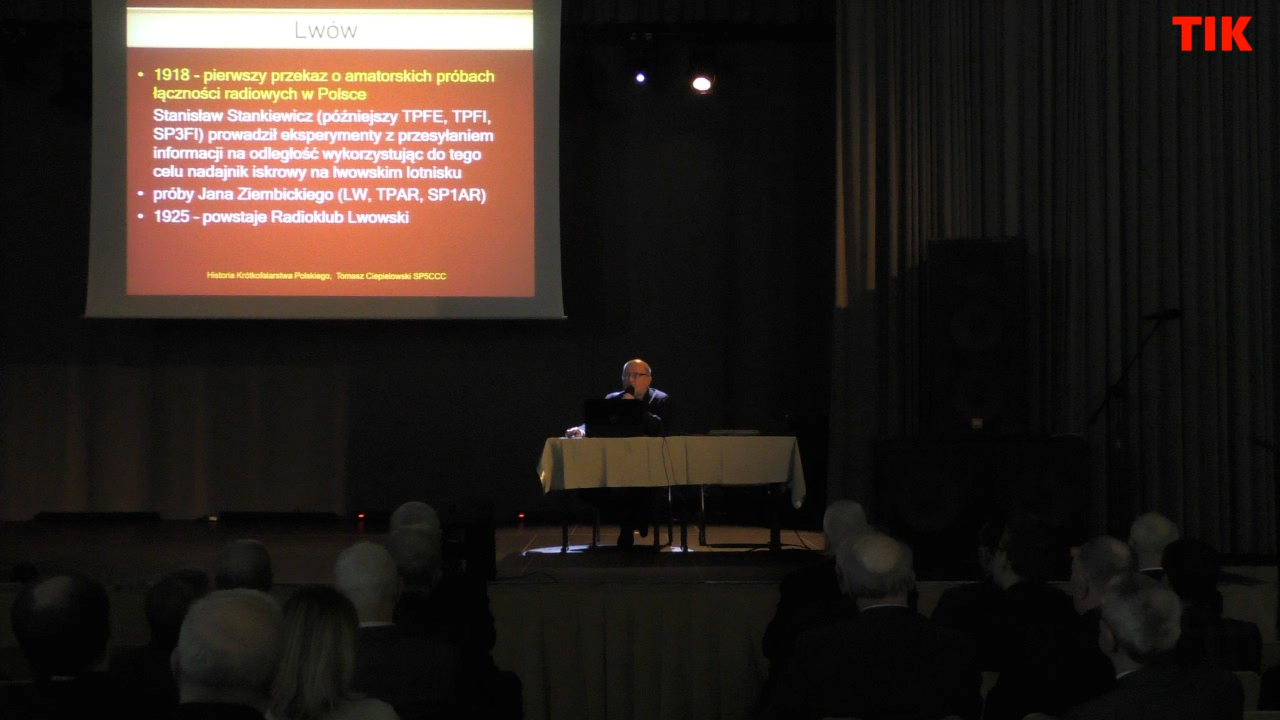 TIK
Lwów
• 1918 - pierwszy przekaz o amatorskich próbach
łączności radiowych w Polsce
Stanisław Stankiewicz (późniejszy TPFE, TPFI,
SP3FI) prowadził eksperymenty z przesyłaniem
informacji na odległość wykorzystując do tego
celu nadajnik iskrowy na lwowskim lotnisku
• próby Jana Ziembickiego (LW, TPAR, SP1AR)
• 1925 - powstaje Radioklub Lwowski
Historia Krótkofalarstwa Polskiego, Tomasz Ciepielowski SP5CCC